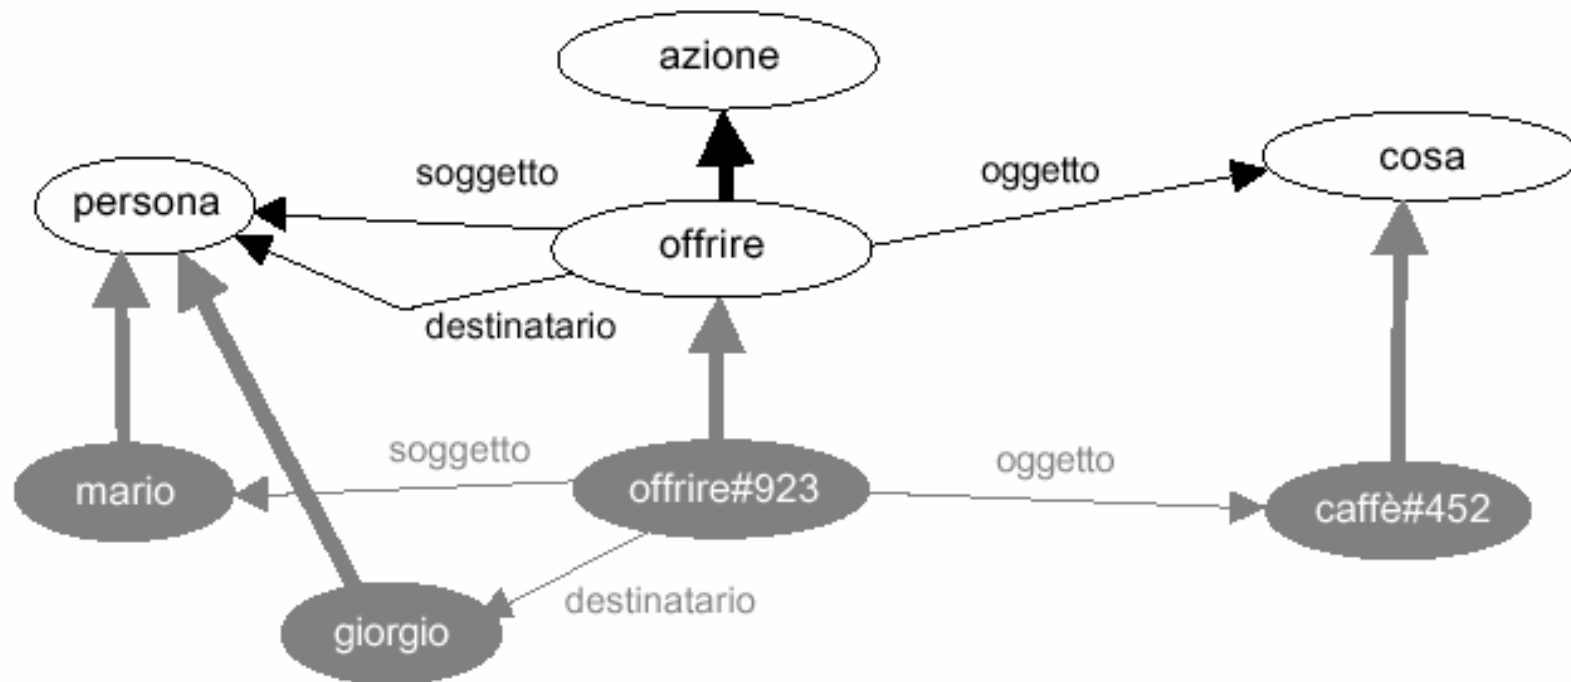 azione
cosa
soggetto
oggetto
persona
offrire
destinatario
soggetto
oggetto
mario
offrire#923
caffè#452
destinatario
giorgio